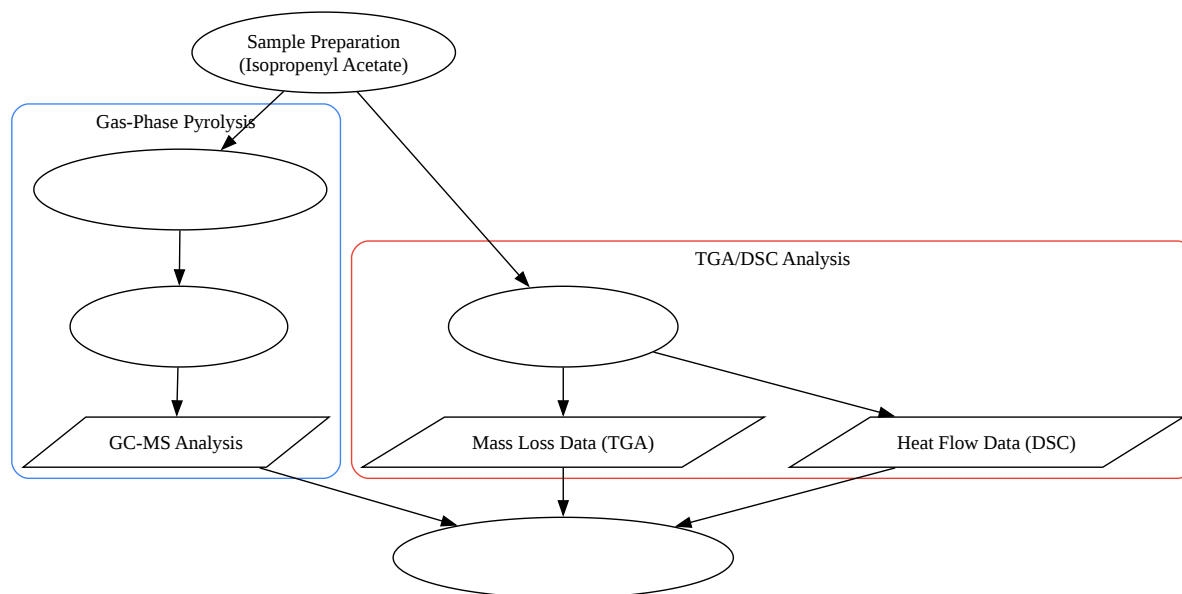 Sample Preparation
(Isopropenyl Acetate)
Gas-Phase Pyrolysis
TGA/DSC Analysis
GC-MS Analysis
Mass Loss Data (TGA)
Heat Flow Data (DSC)